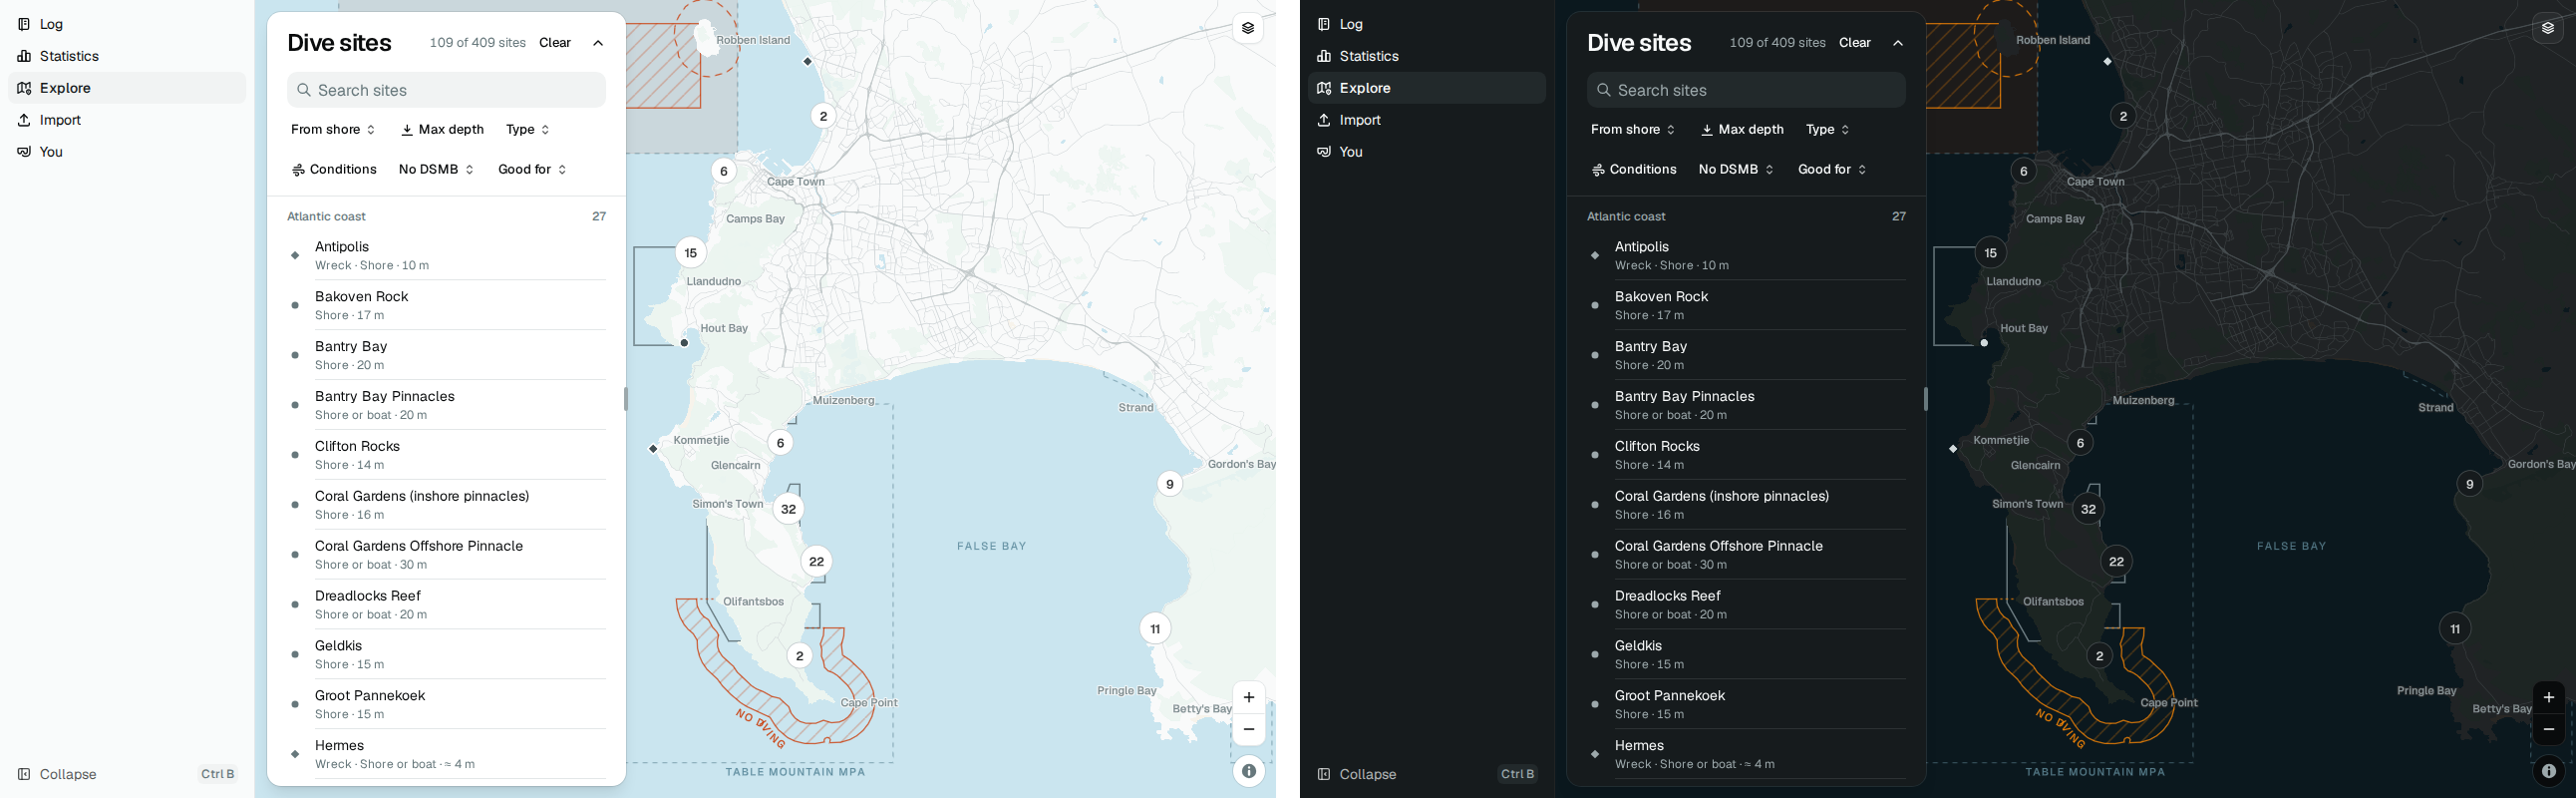 Log
Statistics
Explore
Import
You
Collapse
Ctrl B
Dive sites
109 of 409 sites
Clear
Search sites
From shore
Max depth
Type
Conditions
No DSMB
Good for
Atlantic coast
27
Antipolis
Wreck · Shore · 10 m
Bakoven Rock
Shore · 17 m
Bantry Bay
Shore · 20 m
Bantry Bay Pinnacles
Shore or boat · 20 m
Clifton Rocks
Shore · 14 m
Coral Gardens (inshore pinnacles)
Shore · 16 m
Coral Gardens Offshore Pinnacle
Shore or boat · 30 m
Dreadlocks Reef
Shore or boat · 20 m
Geldkis
Shore · 15 m
Groot Pannekoek
Shore · 15 m
Hermes
Wreck · Shore or boat · ≈ 4 m
Robben Island
2
6
Cape Town
Camps Bay
15
Llandudno
Hout Bay
Muizenberg
Strand
Kommetjie
6
Glencairn
Gordon's Bay
9
Simon's Town
32
FALSE BAY
22
Olifantsbos
11
2
Pringle Bay
Cape Point
Betty's Bay
NO DIVING
TABLE MOUNTAIN MPA
+
−
Log
Statistics
Explore
Import
You
Collapse
Ctrl B
Dive sites
109 of 409 sites
Clear
Search sites
From shore
Max depth
Type
Conditions
No DSMB
Good for
Atlantic coast
27
Antipolis
Wreck · Shore · 10 m
Bakoven Rock
Shore · 17 m
Bantry Bay
Shore · 20 m
Bantry Bay Pinnacles
Shore or boat · 20 m
Clifton Rocks
Shore · 14 m
Coral Gardens (inshore pinnacles)
Shore · 16 m
Coral Gardens Offshore Pinnacle
Shore or boat · 30 m
Dreadlocks Reef
Shore or boat · 20 m
Geldkis
Shore · 15 m
Groot Pannekoek
Shore · 15 m
Hermes
Wreck · Shore or boat · ≈ 4 m
Robben Island
2
6
Cape Town
Camps Bay
15
Llandudno
Hout Bay
Muizenberg
Strand
Kommetjie
6
Glencairn
Gordon's Bay
9
Simon's Town
32
FALSE BAY
22
Olifantsbos
11
2
Pringle Bay
Cape Point
Betty's Bay
NO DIVING
TABLE MOUNTAIN MPA
+
−